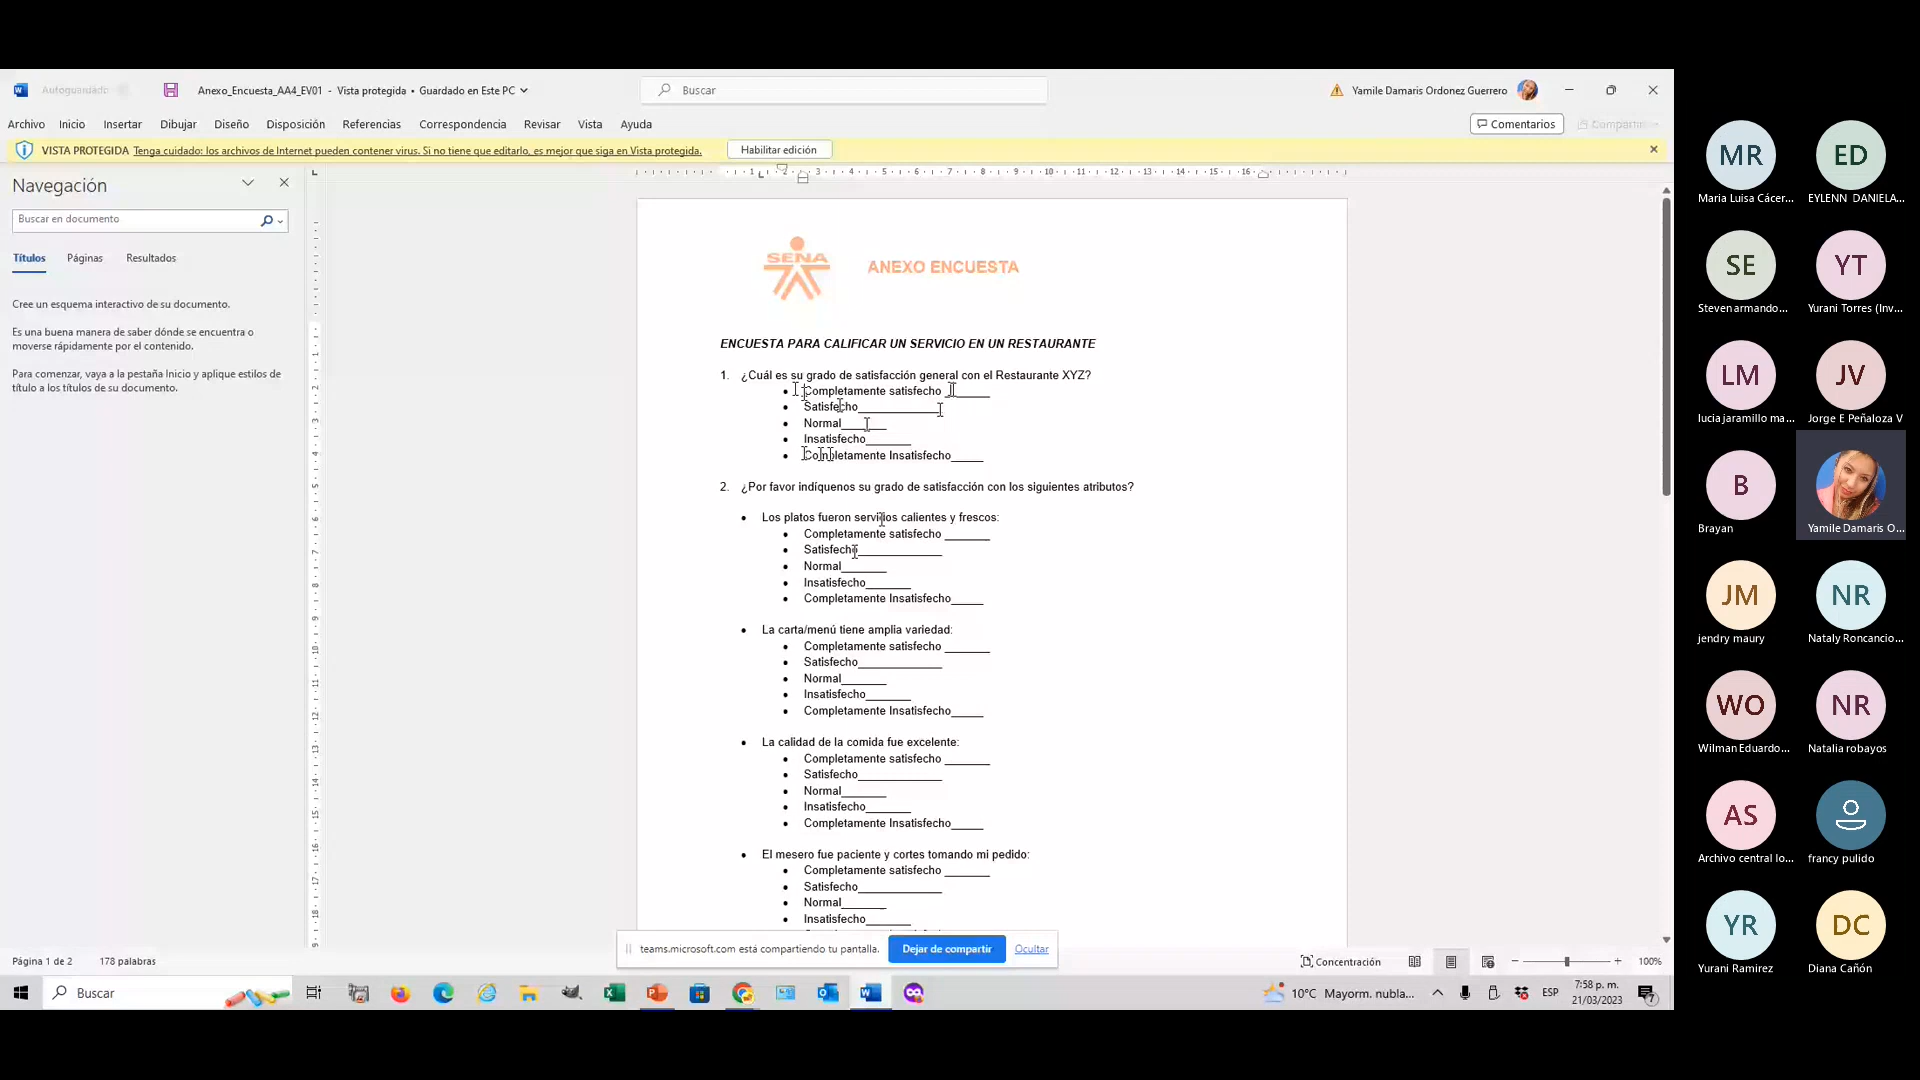 Autoguardado
Anexo_Encuesta_AA4_EV01 - Vista protegida • Guardado en Este PC
Buscar
Yamile Damaris Ordonez Guerrero
Archivo Inicio Insertar Dibujar Diseño Disposición Referencias Correspondencia Revisar Vista Ayuda
Comentarios
Compartir
VISTA PROTEGIDA Tenga cuidado: los archivos de Internet pueden contener virus. Si no tiene que editarlo, es mejor que siga en Vista protegida.
Habilitar edición
Navegación
Buscar en documento
Títulos Páginas Resultados
Cree un esquema interactivo de su documento.
Es una buena manera de saber dónde se encuentra o
moverse rápidamente por el contenido.
Para comenzar, vaya a la pestaña Inicio y aplique estilos de
título a los títulos de su documento.
SENA
ANEXO ENCUESTA
ENCUESTA PARA CALIFICAR UN SERVICIO EN UN RESTAURANTE
1. ¿Cuál es su grado de satisfacción general con el Restaurante XYZ?
• Completamente satisfecho _______
• Satisfecho_____________
• Normal_______
• Insatisfecho_______
• Completamente Insatisfecho_____
2. ¿Por favor indíquenos su grado de satisfacción con los siguientes atributos?
• Los platos fueron servidos calientes y frescos:
• Completamente satisfecho _______
• Satisfecho_____________
• Normal_______
• Insatisfecho_______
• Completamente Insatisfecho_____
• La carta/menú tiene amplia variedad:
• Completamente satisfecho _______
• Satisfecho_____________
• Normal_______
• Insatisfecho_______
• Completamente Insatisfecho_____
• La calidad de la comida fue excelente:
• Completamente satisfecho _______
• Satisfecho_____________
• Normal_______
• Insatisfecho_______
• Completamente Insatisfecho_____
• El mesero fue paciente y cortes tomando mi pedido:
• Completamente satisfecho _______
• Satisfecho_____________
• Normal_______
• Insatisfecho_______
teams.microsoft.com está compartiendo tu pantalla.
Dejar de compartir
Ocultar
Página 1 de 2
178 palabras
Concentración
100%
Buscar
10°C Mayorm. nubla...
ESP
7:58 p. m.
21/03/2023
7
MR
Maria Luisa Cácer...
ED
EYLENN DANIELA...
SE
Steven armando...
YT
Yurani Torres (Inv...
LM
lucia jaramillo ma...
JV
Jorge E Peñaloza V
B
Brayan
Yamile Damaris O...
JM
jendry maury
NR
Nataly Roncancio...
WO
Wilman Eduardo...
NR
Natalia robayos
AS
Archivo central lo...
francy pulido
YR
Yurani Ramirez
DC
Diana Cañón